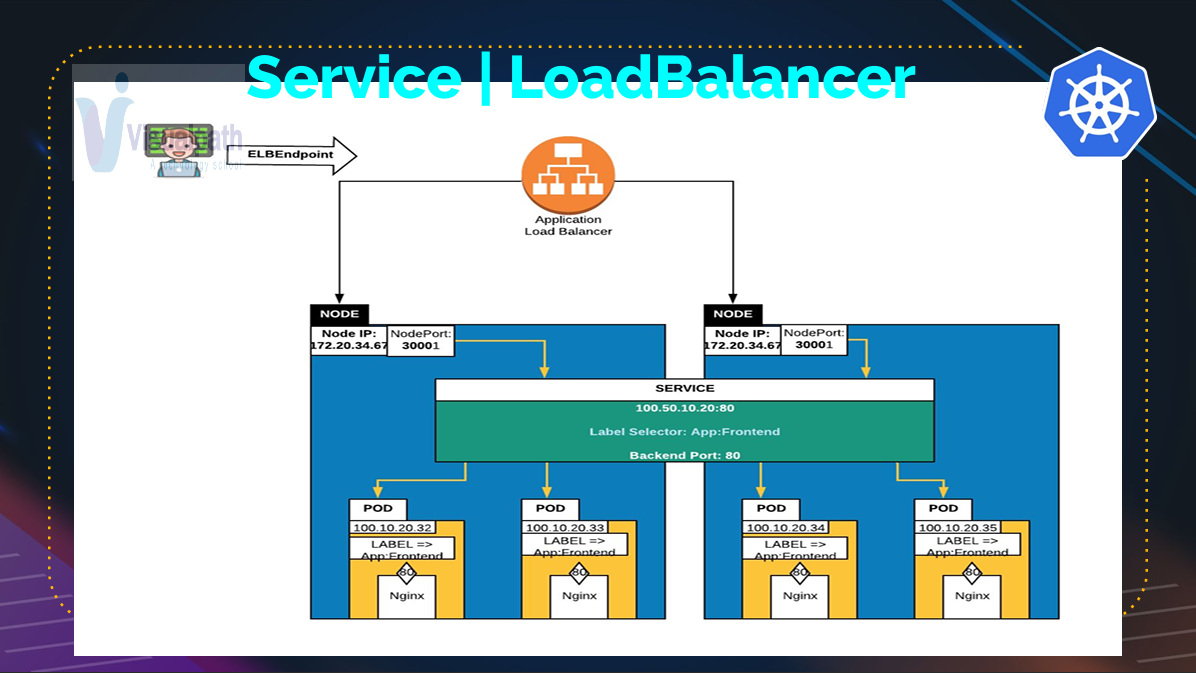 Service | LoadBalancer
ELBEndpoint
Application
Load Balancer
NODE
Node IP:
172.20.34.67
NodePort:
30001
NODE
Node IP:
172.20.34.67
NodePort:
30001
SERVICE
100.50.10.20:80
Label Selector: App:Frontend
Backend Port: 80
POD
100.10.20.32
LABEL =>
App:Frontend
80
Nginx
POD
100.10.20.33
LABEL =>
App:Frontend
80
Nginx
POD
100.10.20.34
LABEL =>
App:Frontend
80
Nginx
POD
100.10.20.35
LABEL =>
App:Frontend
80
Nginx